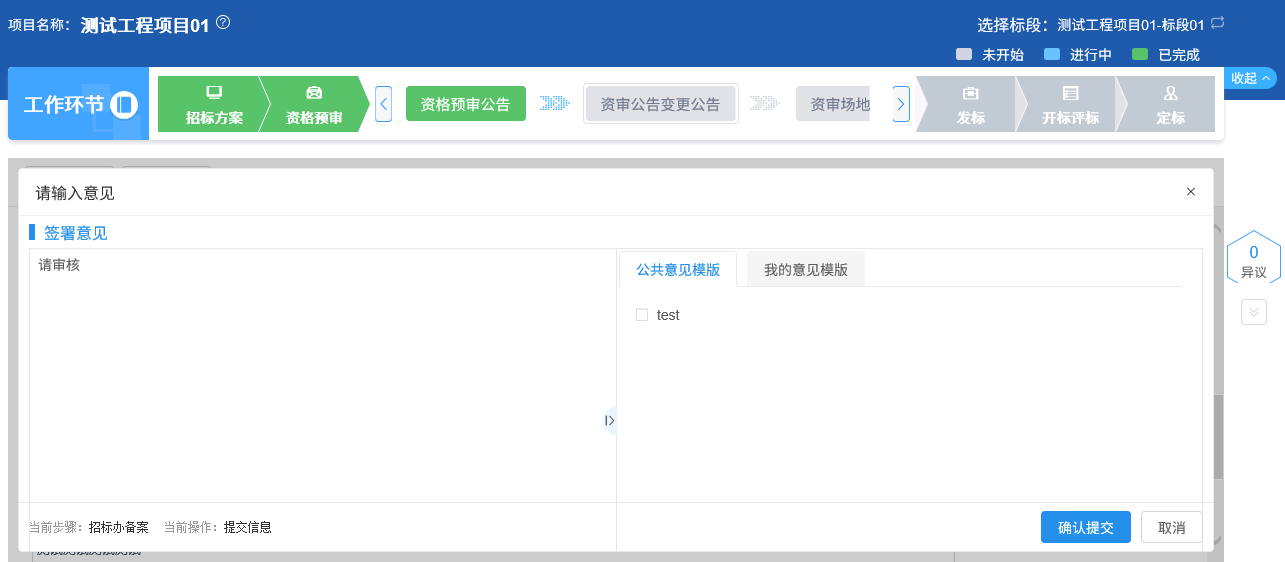 项目名称： 测试工程项目01
选择标段： 测试工程项目01-标段01
未开始 进行中 已完成
收起
工作环节
招标方案
资格预审
资格预审公告
资审公告变更公告
资审场地
发标
开标评标
定标
请输入意见
签署意见
请审核
公共意见模版 我的意见模版
test
0
异议
当前步骤：招标办备案 当前操作：提交信息
确认提交 取消